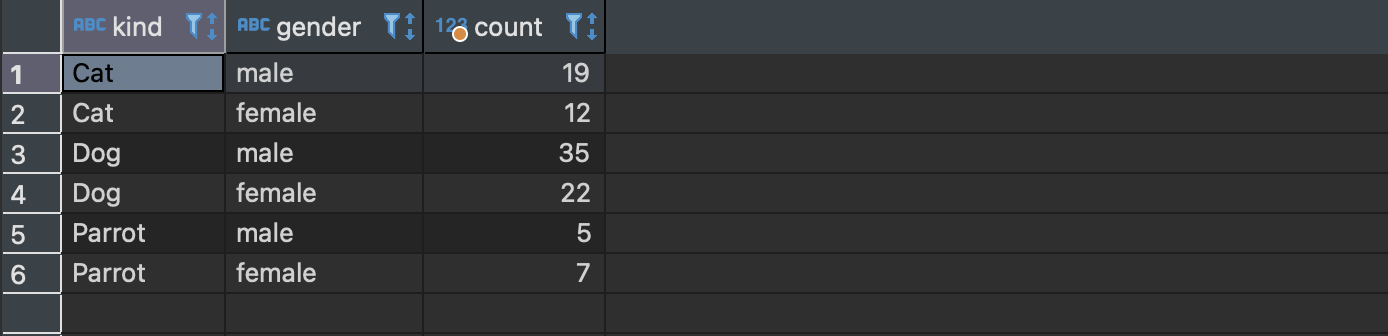 ABC kind ABC gender 123 count
1 Cat male 19
2 Cat female 12
3 Dog male 35
4 Dog female 22
5 Parrot male 5
6 Parrot female 7